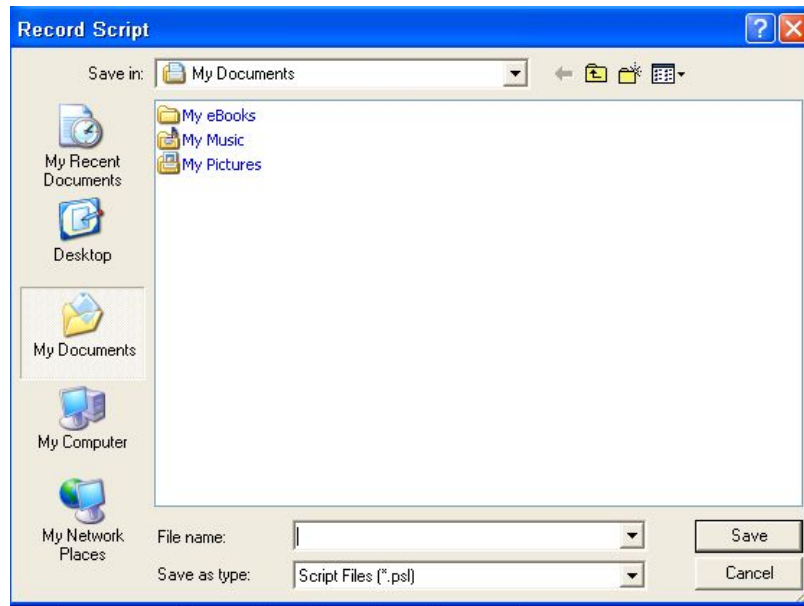 Record Script
Save in: My Documents
My eBooks
My Music
My Pictures
My Recent
Documents
Desktop
My Documents
My Computer
My Network
Places
File name:
Save
Save as type: Script Files (*.psl)
Cancel